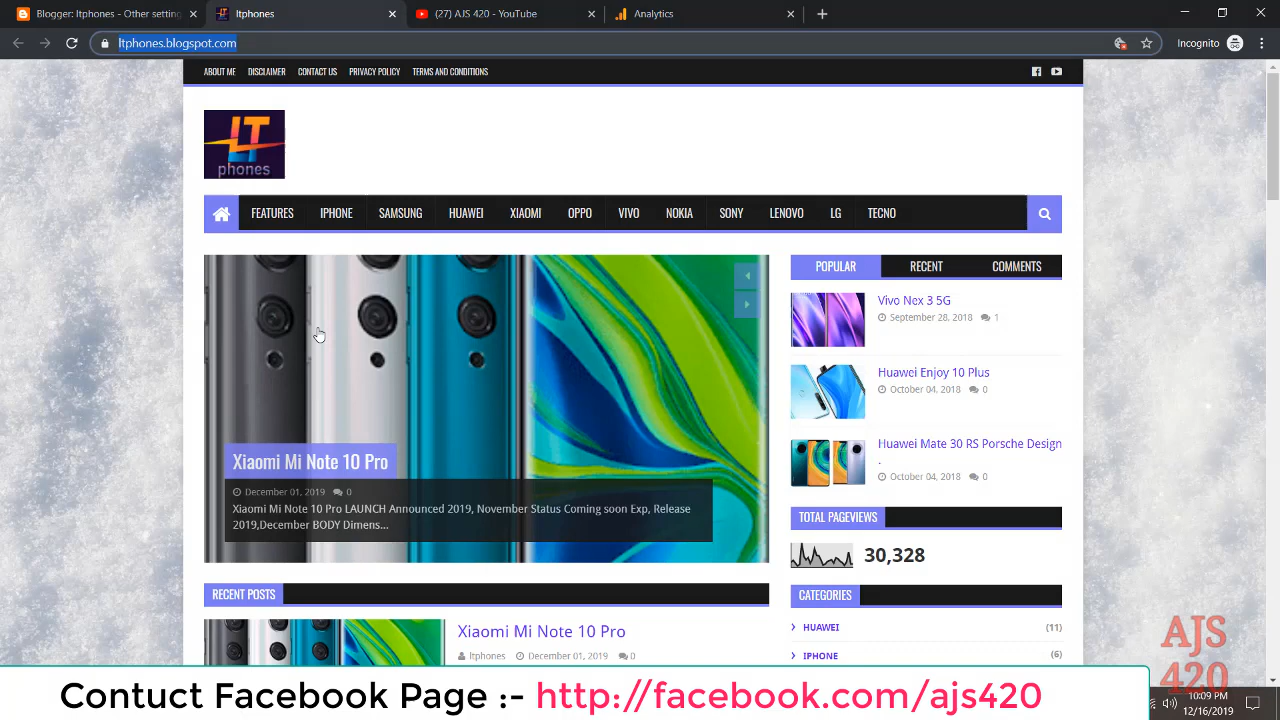 Blogger: ltphones - Other setting
ltphones
(27) AJS 420 - YouTube
Analytics
ltphones.blogspot.com
Incognito
ABOUT ME DISCLAIMER CONTACT US PRIVACY POLICY TERMS AND CONDITIONS
LT
phones
FEATURES IPHONE SAMSUNG HUAWEI XIAOMI OPPO VIVO NOKIA SONY LENOVO LG TECNO
Xiaomi Mi Note 10 Pro
December 01, 2019 0
Xiaomi Mi Note 10 Pro LAUNCH Announced 2019, November Status Coming soon Exp, Release
2019,December BODY Dimens...
POPULAR RECENT COMMENTS
Vivo Nex 3 5G
September 28, 2018 1
Huawei Enjoy 10 Plus
October 04, 2018 0
Huawei Mate 30 RS Porsche Design
.
October 04, 2018 0
TOTAL PAGEVIEWS
30,328
CATEGORIES
HUAWEI (11)
IPHONE (6)
RECENT POSTS
Xiaomi Mi Note 10 Pro
ltphones December 01, 2019 0
AJS
420
Contuct Facebook Page :- http://facebook.com/ajs420
10:09 PM
12/16/2019